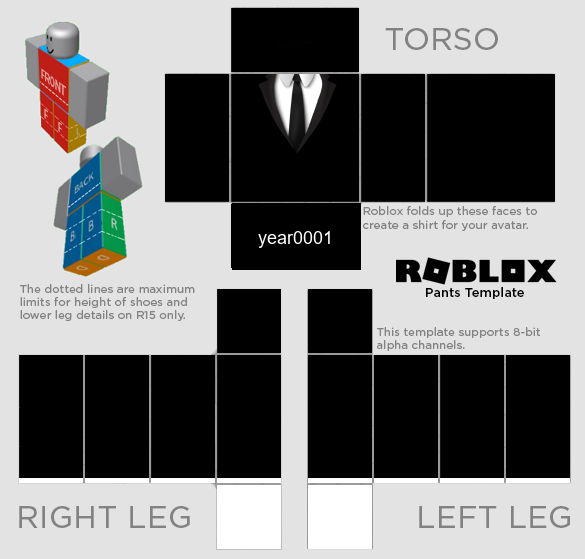 TORSO
FRONT
F F L
BACK
B B R
Roblox folds up these faces to
create a shirt for your avatar.
year0001
ROBLOX
Pants Template
The dotted lines are maximum
limits for height of shoes and
lower leg details on R15 only.
This template supports 8-bit
alpha channels.
RIGHT LEG
LEFT LEG